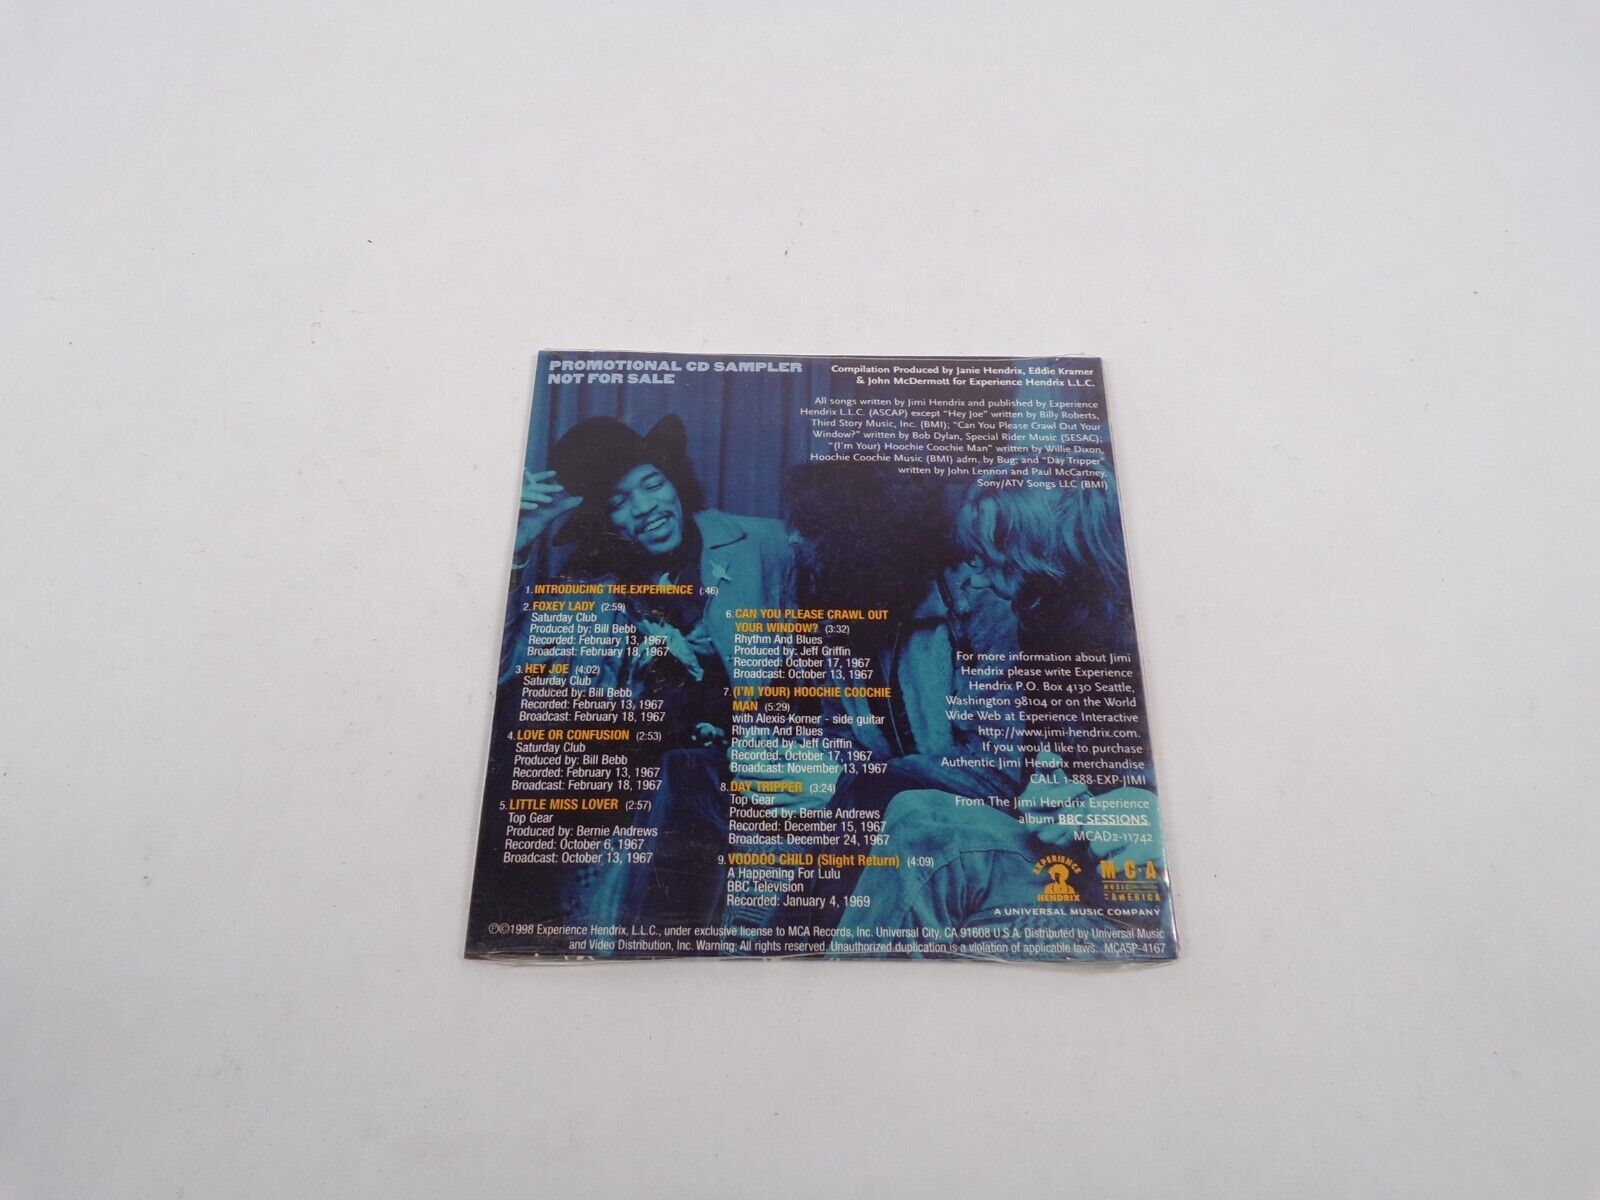 PROMOTIONAL CD SAMPLER
NOT FOR SALE
Compilation Produced by Janie Hendrix, Eddie Kramer
& John McDermott for Experience Hendrix L.L.C.
All songs written by Jimi Hendrix and published by Experience
Hendrix L.L.C. (ASCAP) except "Hey Joe" written by Billy Roberts,
Third Story Music, Inc. (BMI); "Can You Please Crawl Out Your
Window?" written by Bob Dylan, Special Rider Music (SESAC);
"(I'm Your) Hoochie Coochie Man" written by Willie Dixon,
Hoochie Coochie Music (BMI) adm. by Bug; and "Day Tripper"
written by John Lennon and Paul McCartney,
Sony/ATV Songs LLC (BMI)
1. INTRODUCING THE EXPERIENCE (:46)
2. FOXEY LADY (2:59)
Saturday Club
Produced by: Bill Bebb
Recorded: February 13, 1967
Broadcast: February 18, 1967
3. HEY JOE (4:02)
Saturday Club
Produced by: Bill Bebb
Recorded: February 13, 1967
Broadcast: February 18, 1967
4. LOVE OR CONFUSION (2:53)
Saturday Club
Produced by: Bill Bebb
Recorded: February 13, 1967
Broadcast: February 18, 1967
5. LITTLE MISS LOVER (2:57)
Top Gear
Produced by: Bernie Andrews
Recorded: October 6, 1967
Broadcast: October 13, 1967
6. CAN YOU PLEASE CRAWL OUT
YOUR WINDOW? (3:32)
Rhythm And Blues
Produced by: Jeff Griffin
Recorded: October 17, 1967
Broadcast: October 13, 1967
7. (I'M YOUR) HOOCHIE COOCHIE
MAN (5:29)
with Alexis Korner - side guitar
Rhythm And Blues
Produced by: Jeff Griffin
Recorded: October 17, 1967
Broadcast: November 13, 1967
8. DAY TRIPPER (3:24)
Top Gear
Produced by: Bernie Andrews
Recorded: December 15, 1967
Broadcast: December 24, 1967
9. VOODOO CHILD (Slight Return) (4:09)
A Happening For Lulu
BBC Television
Recorded: January 4, 1969
For more information about Jimi
Hendrix please write Experience
Hendrix P.O. Box 4130 Seattle,
Washington 98104 or on the World
Wide Web at Experience Interactive
http://www.jimi-hendrix.com.
If you would like to purchase
Authentic Jimi Hendrix merchandise
CALL 1-888-EXP-JIMI
From The Jimi Hendrix Experience
album BBC SESSIONS,
MCAD2-11742
EXPERIENCE
HENDRIX
M·C·A
MUSIC
AMERICA
A UNIVERSAL MUSIC COMPANY
℗©1998 Experience Hendrix, L.L.C., under exclusive license to MCA Records, Inc. Universal City, CA 91608 U.S.A. Distributed by Universal Music
and Video Distribution, Inc. Warning: All rights reserved. Unauthorized duplication is a violation of applicable laws. MCA5P-4167